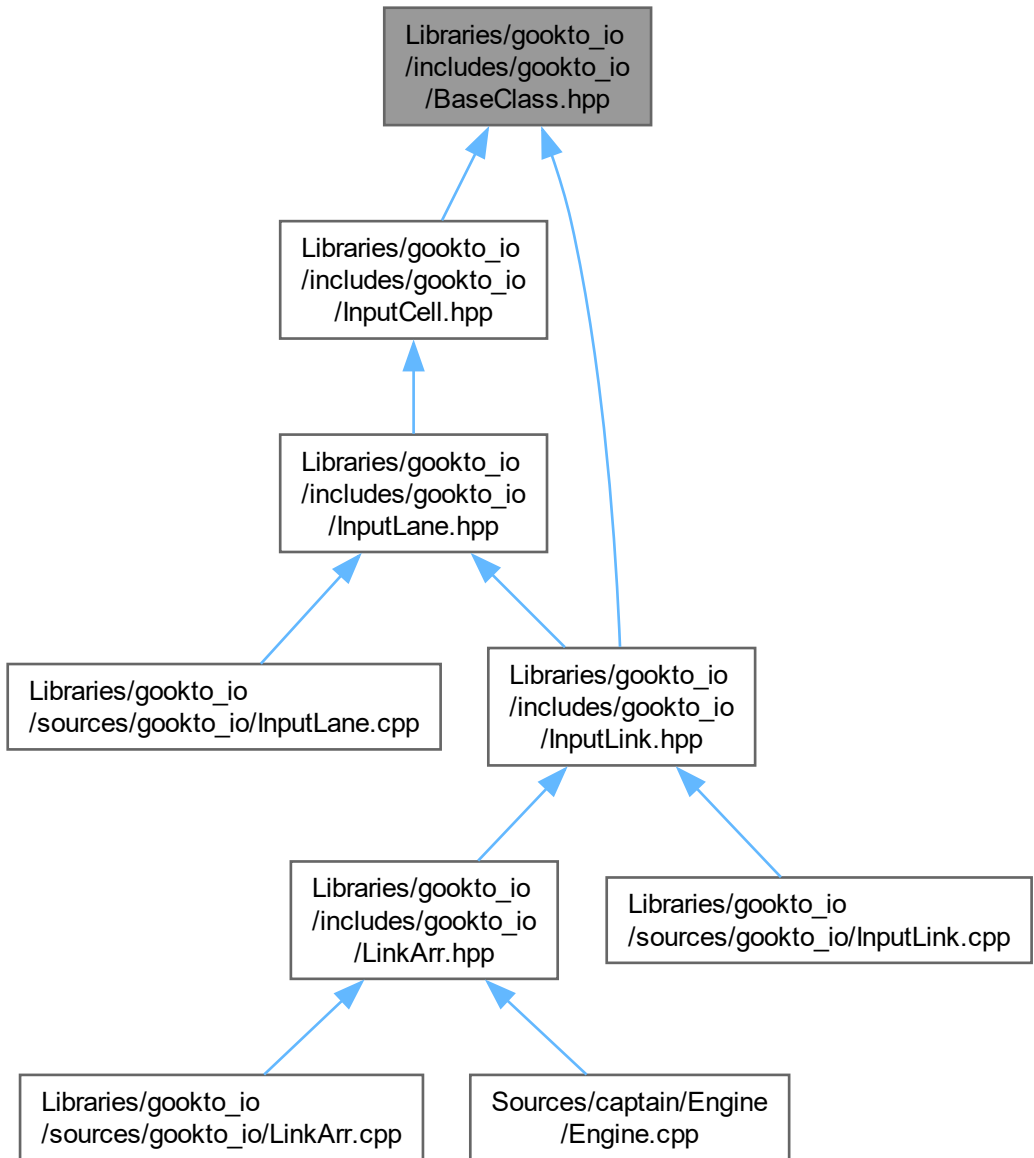 Libraries/gookto_io
/includes/gookto_io
/BaseClass.hpp
Libraries/gookto_io
/includes/gookto_io
/InputCell.hpp
Libraries/gookto_io
/includes/gookto_io
/InputLane.hpp
Libraries/gookto_io
/sources/gookto_io/InputLane.cpp
Libraries/gookto_io
/includes/gookto_io
/InputLink.hpp
Libraries/gookto_io
/includes/gookto_io
/LinkArr.hpp
Libraries/gookto_io
/sources/gookto_io/InputLink.cpp
Libraries/gookto_io
/sources/gookto_io/LinkArr.cpp
Sources/captain/Engine
/Engine.cpp